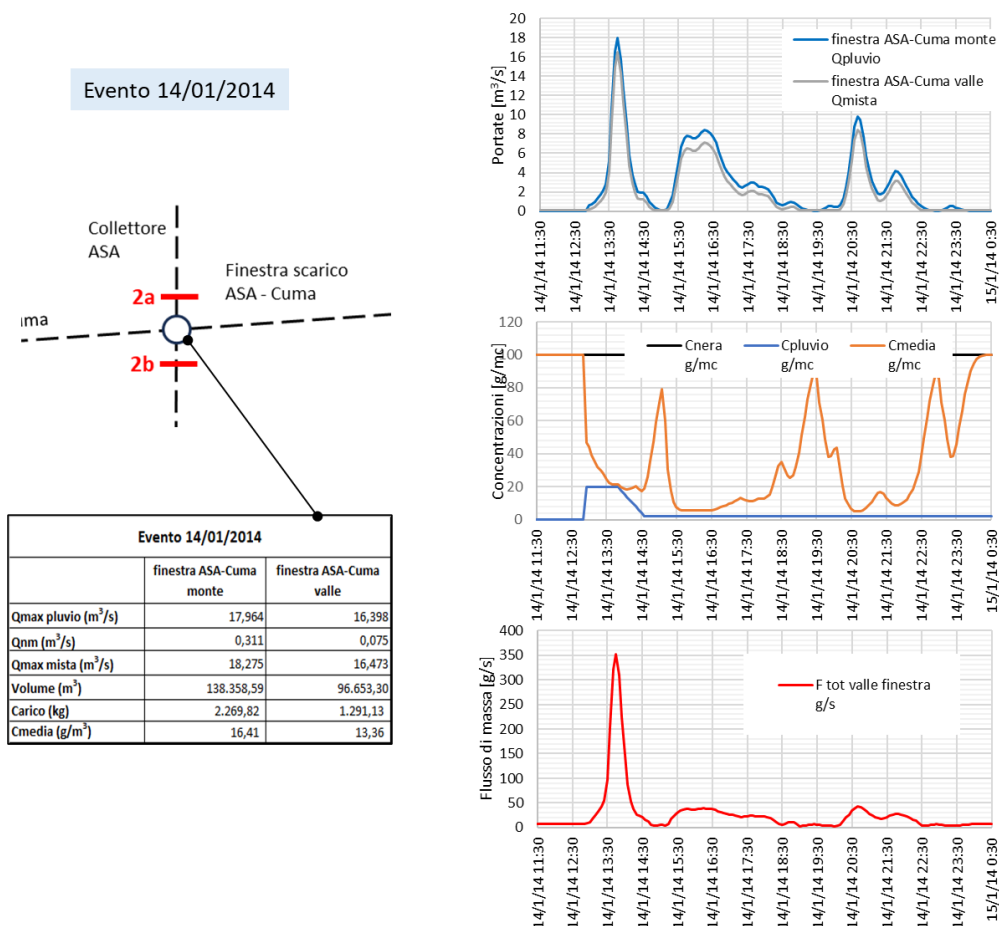 Evento 14/01/2014
Collettore
ASA
Finestra scarico
ASA - Cuma
2a
ıma
2b
Evento 14/01/2014
finestra ASA-Cuma monte
finestra ASA-Cuma valle
Qmax pluvio (m³/s) 17,964 16,398
Qnm (m³/s) 0,311 0,075
Qmax mista (m³/s) 18,275 16,473
Volume (m³) 138.358,59 96.653,30
Carico (kg) 2.269,82 1.291,13
Cmedia (g/m³) 16,41 13,36
Portate [m³/s]
20
18
16
14
12
10
8
6
4
2
0
finestra ASA-Cuma monte
Qpluvio
finestra ASA-Cuma valle
Qmista
14/1/14 11:30
14/1/14 12:30
14/1/14 13:30
14/1/14 14:30
14/1/14 15:30
14/1/14 16:30
14/1/14 17:30
14/1/14 18:30
14/1/14 19:30
14/1/14 20:30
14/1/14 21:30
14/1/14 22:30
14/1/14 23:30
15/1/14 0:30
Concentrazioni [g/mc]
120
100
80
60
40
20
0
Cnera
g/mc
Cpluvio
g/mc
Cmedia
g/mc
14/1/14 11:30
14/1/14 12:30
14/1/14 13:30
14/1/14 14:30
14/1/14 15:30
14/1/14 16:30
14/1/14 17:30
14/1/14 18:30
14/1/14 19:30
14/1/14 20:30
14/1/14 21:30
14/1/14 22:30
14/1/14 23:30
15/1/14 0:30
Flusso di massa [g/s]
400
350
300
250
200
150
100
50
0
F tot valle finestra
g/s
14/1/14 11:30
14/1/14 12:30
14/1/14 13:30
14/1/14 14:30
14/1/14 15:30
14/1/14 16:30
14/1/14 17:30
14/1/14 18:30
14/1/14 19:30
14/1/14 20:30
14/1/14 21:30
14/1/14 22:30
14/1/14 23:30
15/1/14 0:30